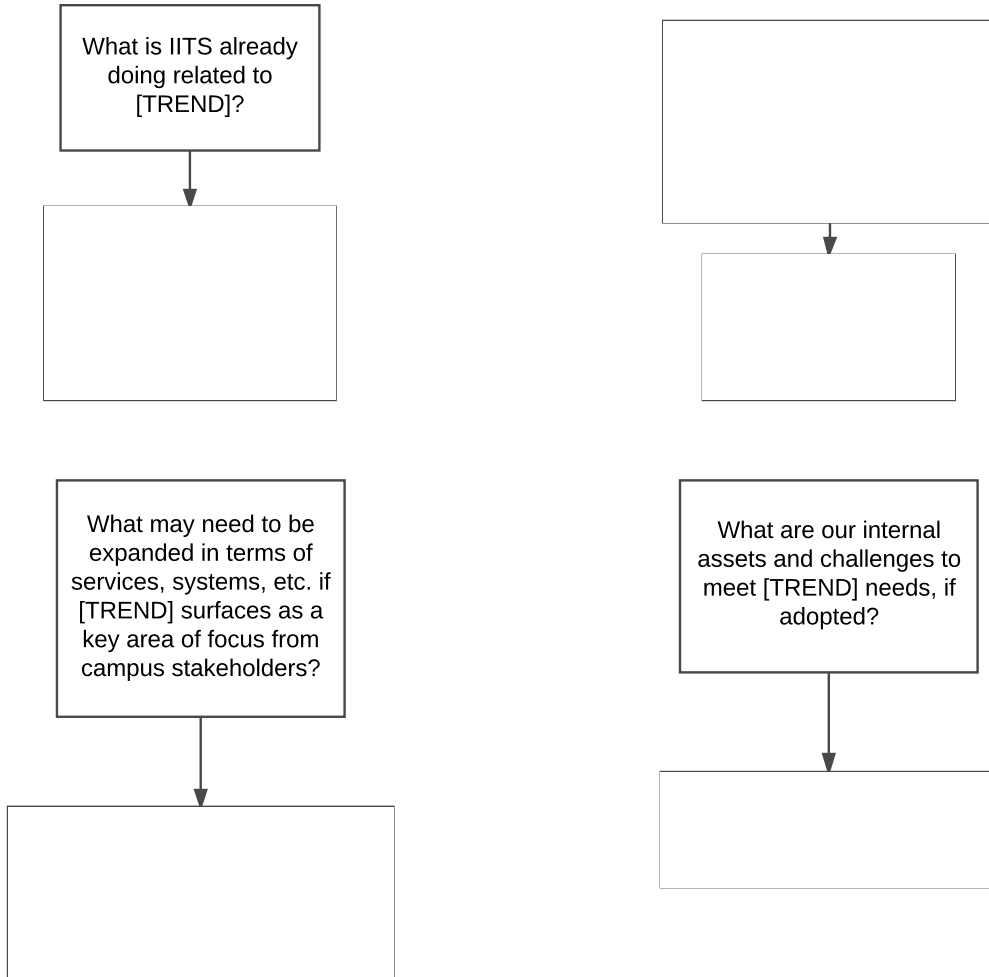 What is IITS already
doing related to
[TREND]?
What may need to be
expanded in terms of
services, systems, etc. if
[TREND] surfaces as a
key area of focus from
campus stakeholders?
What are our internal
assets and challenges to
meet [TREND] needs, if
adopted?